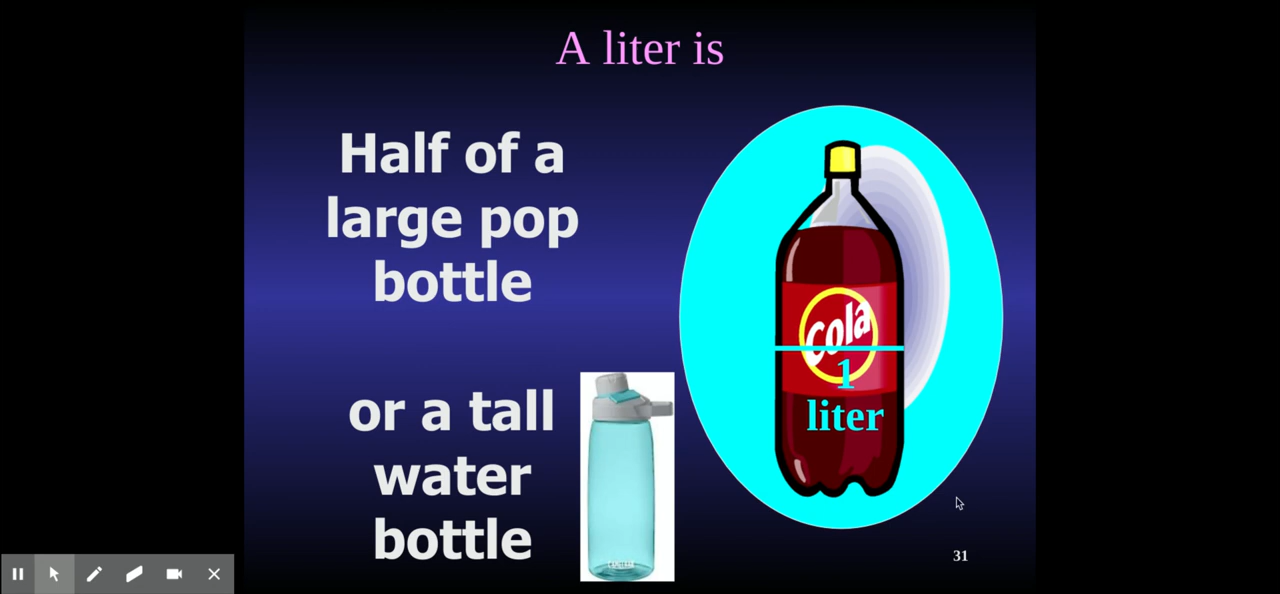 A liter is
Half of a
large pop
bottle
or a tall
water
bottle
cola
1
liter
31